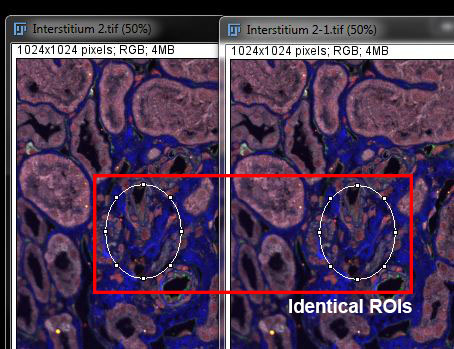 Interstitium 2.tif (50%)
Interstitium 2-1.tif (50%)
1024x1024 pixels; RGB; 4MB
1024x1024 pixels; RGB; 4MB
Identical ROIs